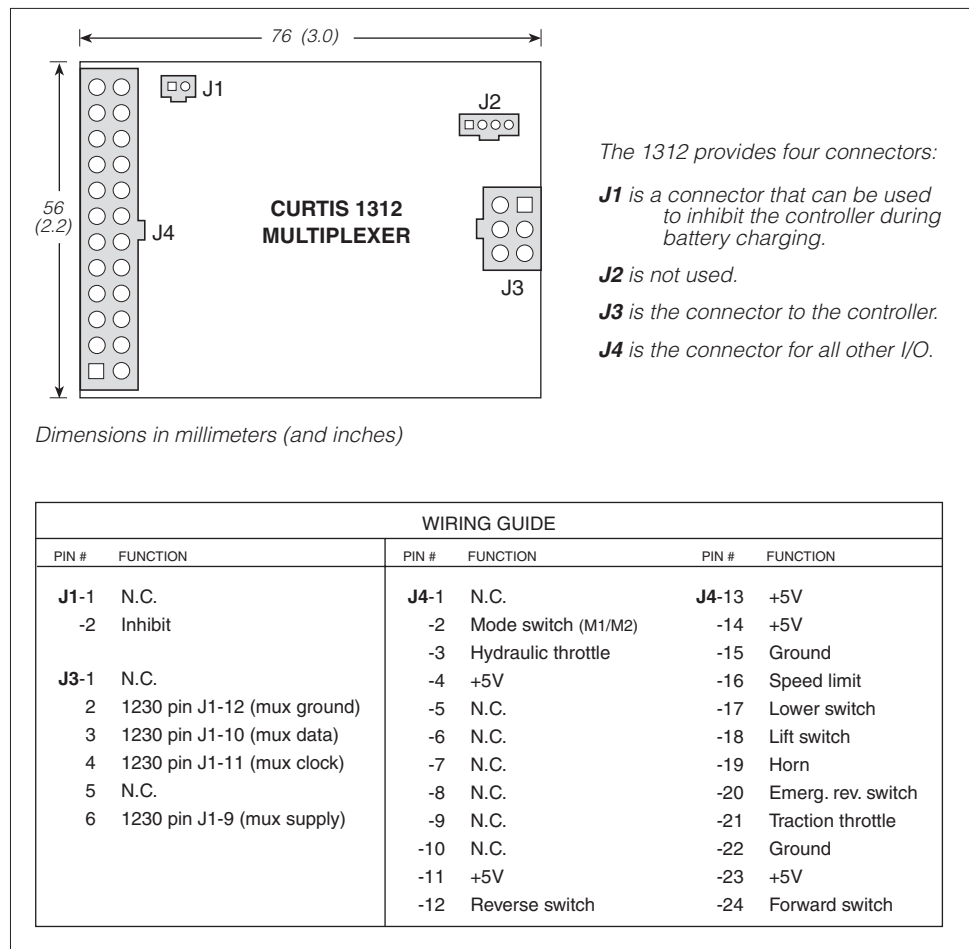 76 (3.0)
J1
J2
56
(2.2)
J4
CURTIS 1312
MULTIPLEXER
J3
The 1312 provides four connectors:
J1 is a connector that can be used
to inhibit the controller during
battery charging.
J2 is not used.
J3 is the connector to the controller.
J4 is the connector for all other I/O.
Dimensions in millimeters (and inches)
WIRING GUIDE
PIN # FUNCTION PIN # FUNCTION PIN # FUNCTION
J1-1 N.C. J4-1 N.C. J4-13 +5V
-2 Inhibit -2 Mode switch (M1/M2) -14 +5V
-3 Hydraulic throttle -15 Ground
J3-1 N.C. -4 +5V -16 Speed limit
2 1230 pin J1-12 (mux ground) -5 N.C. -17 Lower switch
3 1230 pin J1-10 (mux data) -6 N.C. -18 Lift switch
4 1230 pin J1-11 (mux clock) -7 N.C. -19 Horn
5 N.C. -8 N.C. -20 Emerg. rev. switch
6 1230 pin J1-9 (mux supply) -9 N.C. -21 Traction throttle
-10 N.C. -22 Ground
-11 +5V -23 +5V
-12 Reverse switch -24 Forward switch